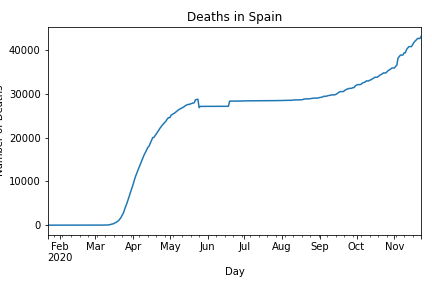 Deaths in Spain
Number of Deaths
40000
30000
20000
10000
0
Feb Mar Apr May Jun Jul Aug Sep Oct Nov
2020
Day